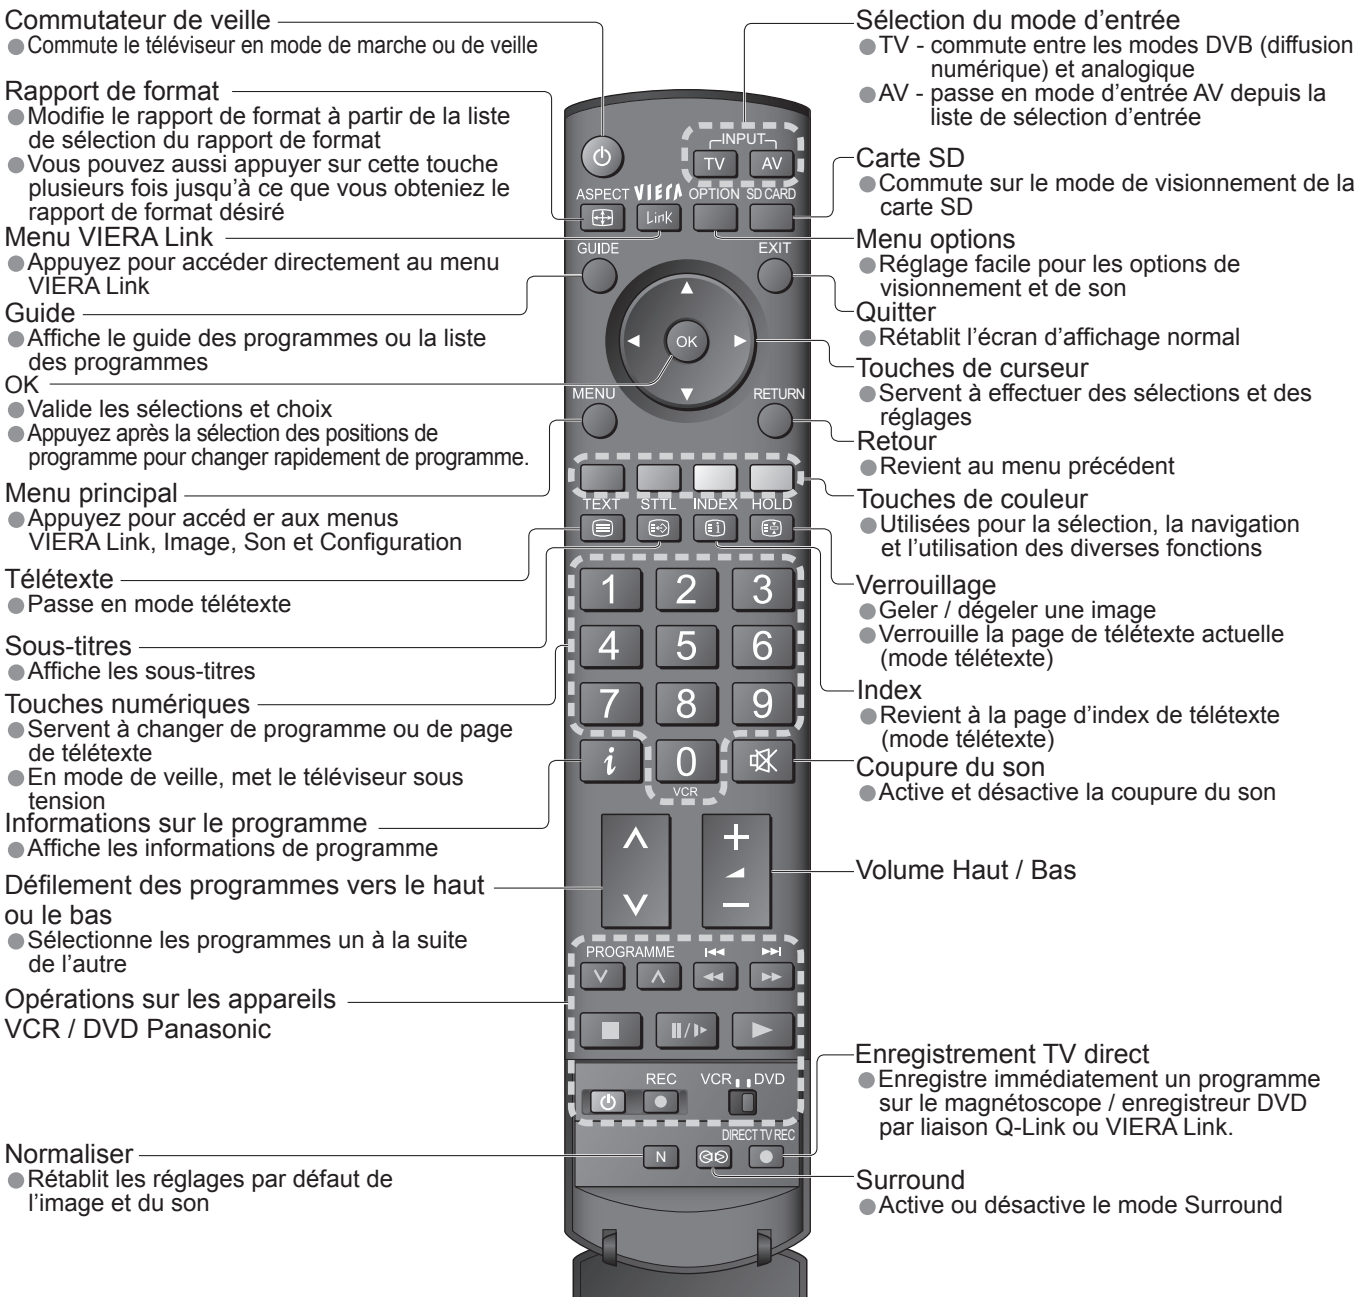 Commutateur de veille
●Commute le téléviseur en mode de marche ou de veille
Rapport de format
●Modifie le rapport de format à partir de la liste
de sélection du rapport de format
●Vous pouvez aussi appuyer sur cette touche
plusieurs fois jusqu'à ce que vous obteniez le
rapport de format désiré
Menu VIERA Link
●Appuyez pour accéder directement au menu
VIERA Link
Guide
●Affiche le guide des programmes ou la liste
des programmes
OK
●Valide les sélections et choix
●Appuyez après la sélection des positions de
programme pour changer rapidement de programme.
Menu principal
●Appuyez pour accéd er aux menus
VIERA Link, Image, Son et Configuration
Télétexte
●Passe en mode télétexte
Sous-titres
●Affiche les sous-titres
Touches numériques
●Servent à changer de programme ou de page
de télétexte
●En mode de veille, met le téléviseur sous
tension
Informations sur le programme
●Affiche les informations de programme
Défilement des programmes vers le haut
ou le bas
●Sélectionne les programmes un à la suite
de l'autre
Opérations sur les appareils
VCR / DVD Panasonic
Normaliser
●Rétablit les réglages par défaut de
l'image et du son
INPUT
TV AV
ASPECT VIERA OPTION SD CARD
Link
GUIDE EXIT
OK
MENU RETURN
TEXT STTL INDEX HOLD
1 2 3
4 5 6
7 8 9
i 0
VCR
+
−
PROGRAMME
REC VCR DVD
DIRECT TV REC
N
Sélection du mode d'entrée
●TV - commute entre les modes DVB (diffusion
numérique) et analogique
●AV - passe en mode d'entrée AV depuis la
liste de sélection d'entrée
Carte SD
●Commute sur le mode de visionnement de la
carte SD
Menu options
●Réglage facile pour les options de
visionnement et de son
Quitter
●Rétablit l'écran d'affichage normal
Touches de curseur
●Servent à effectuer des sélections et des
réglages
Retour
●Revient au menu précédent
Touches de couleur
●Utilisées pour la sélection, la navigation
et l'utilisation des diverses fonctions
Verrouillage
●Geler / dégeler une image
●Verrouille la page de télétexte actuelle
(mode télétexte)
Index
●Revient à la page d'index de télétexte
(mode télétexte)
Coupure du son
●Active et désactive la coupure du son
Volume Haut / Bas
Enregistrement TV direct
●Enregistre immédiatement un programme
sur le magnétoscope / enregistreur DVD
par liaison Q-Link ou VIERA Link.
Surround
●Active ou désactive le mode Surround